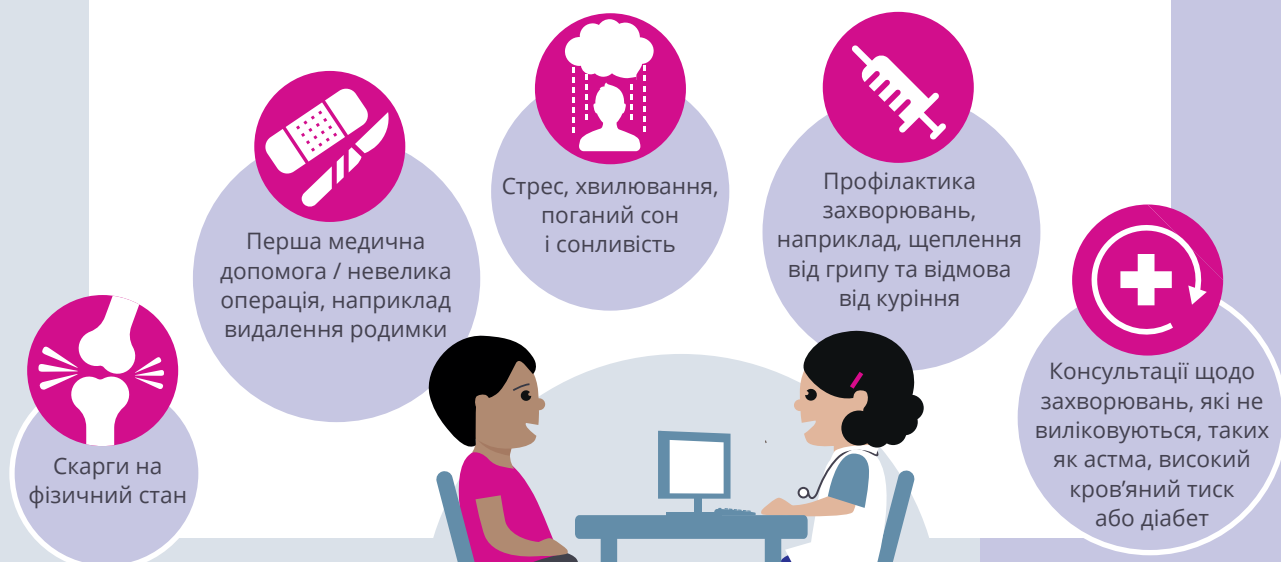 Скарги на
фізичний стан
Перша медична
допомога / невелика
операція, наприклад
видалення родимки
Стрес, хвилювання,
поганий сон
і сонливість
Профілактика
захворювань,
наприклад, щеплення
від грипу та відмова
від куріння
Консультації щодо
захворювань, які не
виліковуються, таких
як астма, високий
кров’яний тиск
або діабет